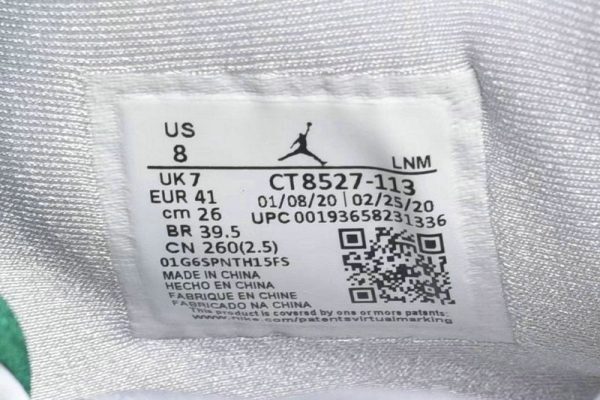 US
8
LNM
UK 7
CT8527-113
EUR 41
01/08/20 | 02/25/20
cm 26
UPC 00193658231336
BR 39.5
CN 260(2.5)
01G6SPNTH15FS
MADE IN CHINA
HECHO EN CHINA
FABRIQUE EN CHINE
FABRICADO NA CHINA
This product is covered by one or more patents:
www.nike.com/patentsvirtualmarking